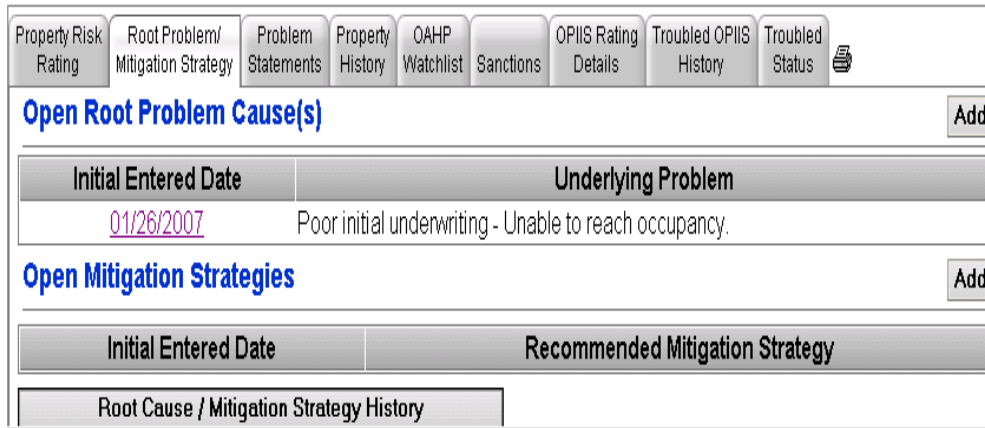 Property Risk Rating
Root Problem/ Mitigation Strategy
Problem Statements
Property History
OAHP Watchlist
Sanctions
OPIIS Rating Details
Troubled OPIIS History
Troubled Status
Open Root Problem Cause(s)
Add
Initial Entered Date Underlying Problem
01/26/2007 Poor initial underwriting - Unable to reach occupancy.
Open Mitigation Strategies
Add
Initial Entered Date Recommended Mitigation Strategy
Root Cause / Mitigation Strategy History